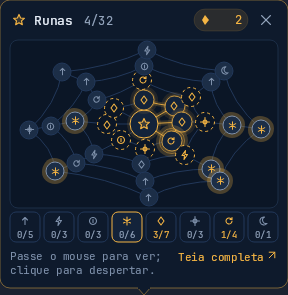 Runas 4/32 2
0/5 0/3 0/3 0/6 3/7 0/3 1/4 0/1
Passe o mouse para ver; Teia completa
clique para despertar.